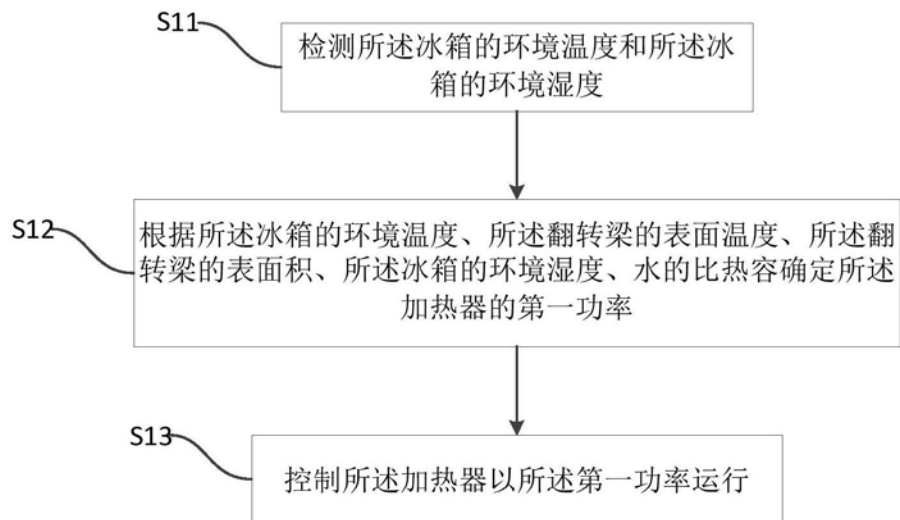 S11
检测所述冰箱的环境温度和所述冰
箱的环境湿度
S12
根据所述冰箱的环境温度、所述翻转梁的表面温度、所述翻
转梁的表面积、所述冰箱的环境湿度、水的比热容确定所述
加热器的第一功率
S13
控制所述加热器以所述第一功率运行